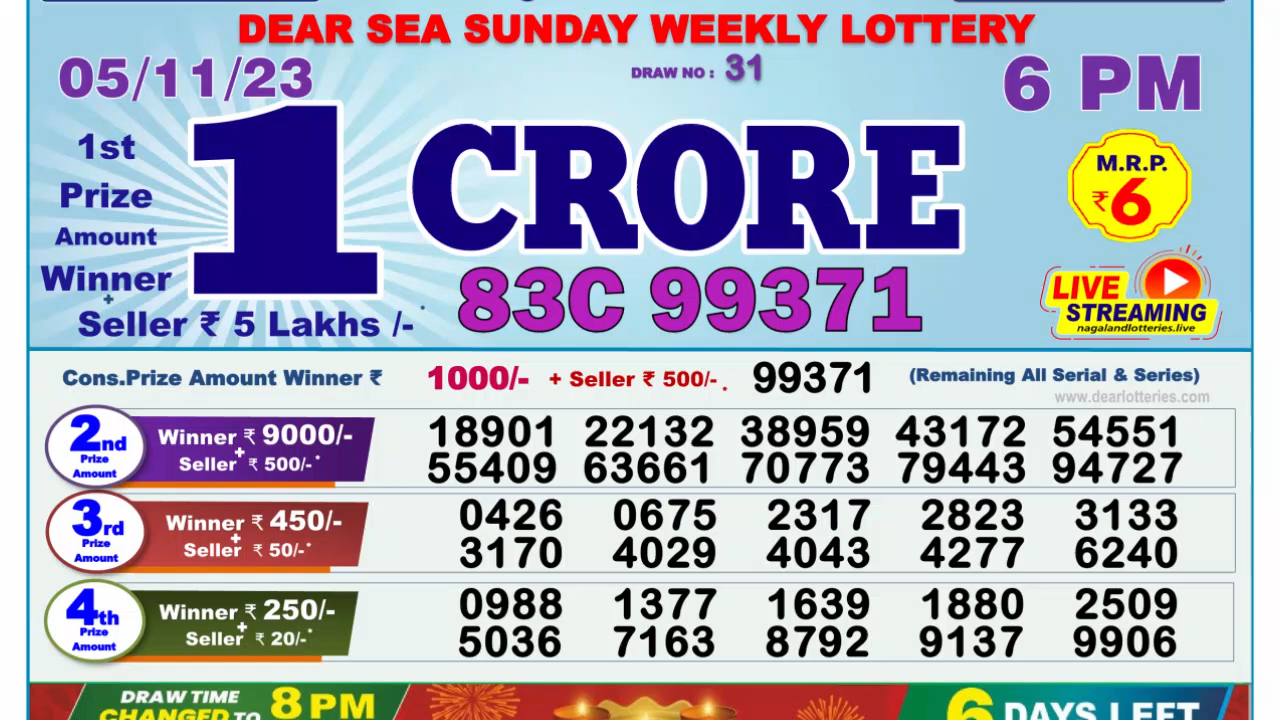 DEAR SEA SUNDAY WEEKLY LOTTERY
05/11/23
DRAW NO : 31
6 PM
1st
Prize
Amount
Winner
+
Seller ₹ 5 Lakhs /-
1 CRORE
83C 99371
M.R.P.
₹6
LIVE
STREAMING
nagalandlotteries.live
Cons.Prize Amount Winner ₹ 1000/- + Seller ₹ 500/- . 99371 (Remaining All Serial & Series)
www.dearlotteries.com
2nd
Prize
Amount
Winner ₹ 9000/-
+
Seller ₹ 500/-*
18901 22132 38959 43172 54551
55409 63661 70773 79443 94727
3rd
Prize
Amount
Winner ₹ 450/-
+
Seller ₹ 50/-*
0426 0675 2317 2823 3133
3170 4029 4043 4277 6240
4th
Prize
Amount
Winner ₹ 250/-
+
Seller ₹ 20/-*
0988 1377 1639 1880 2509
5036 7163 8792 9137 9906
DRAW TIME
CHANGED TO
8 PM
6 DAYS LEFT